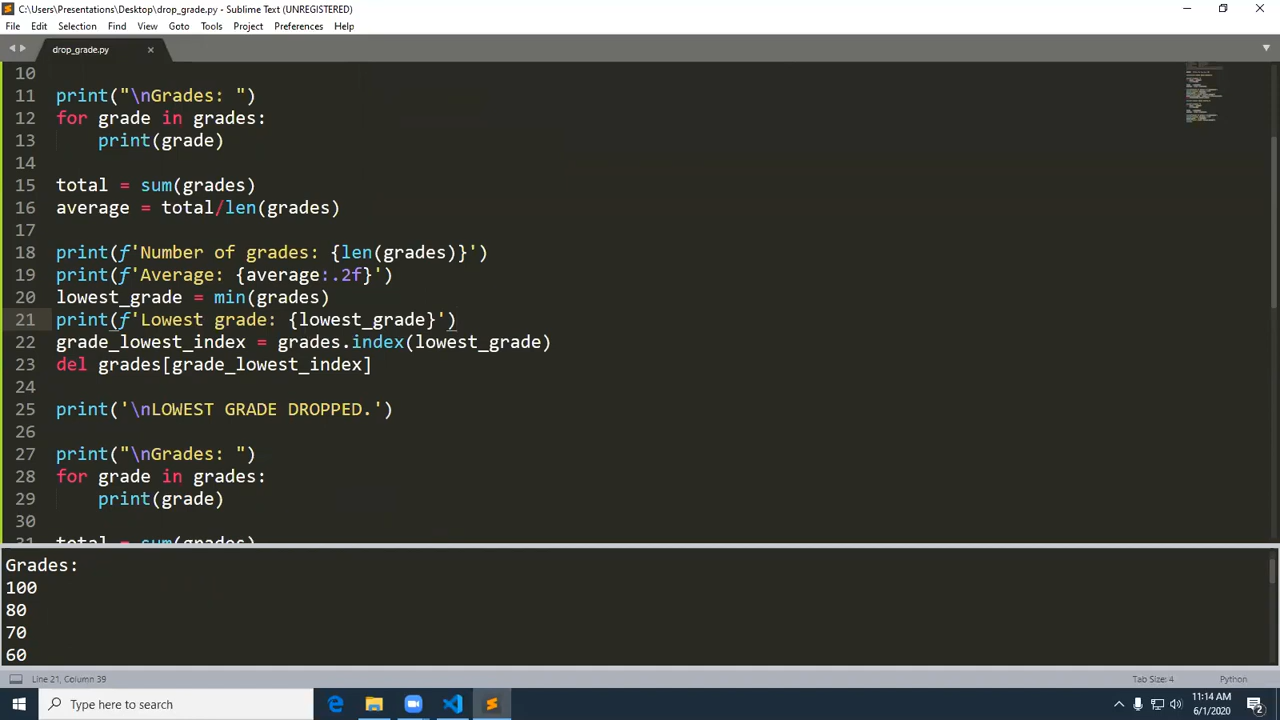 C:\Users\Presentations\Desktop\drop_grade.py - Sublime Text (UNREGISTERED)
File Edit Selection Find View Goto Tools Project Preferences Help
drop_grade.py ×
10
11 print("\nGrades: ")
12 for grade in grades:
13     print(grade)
14
15 total = sum(grades)
16 average = total/len(grades)
17
18 print(f'Number of grades: {len(grades)}')
19 print(f'Average: {average:.2f}')
20 lowest_grade = min(grades)
21 print(f'Lowest grade: {lowest_grade}')
22 grade_lowest_index = grades.index(lowest_grade)
23 del grades[grade_lowest_index]
24
25 print('\nLOWEST GRADE DROPPED.')
26
27 print("\nGrades: ")
28 for grade in grades:
29     print(grade)
30
31 total = sum(grades)
Grades:
100
80
70
60
Line 21, Column 39 Tab Size: 4 Python
Type here to search
11:14 AM
6/1/2020
2